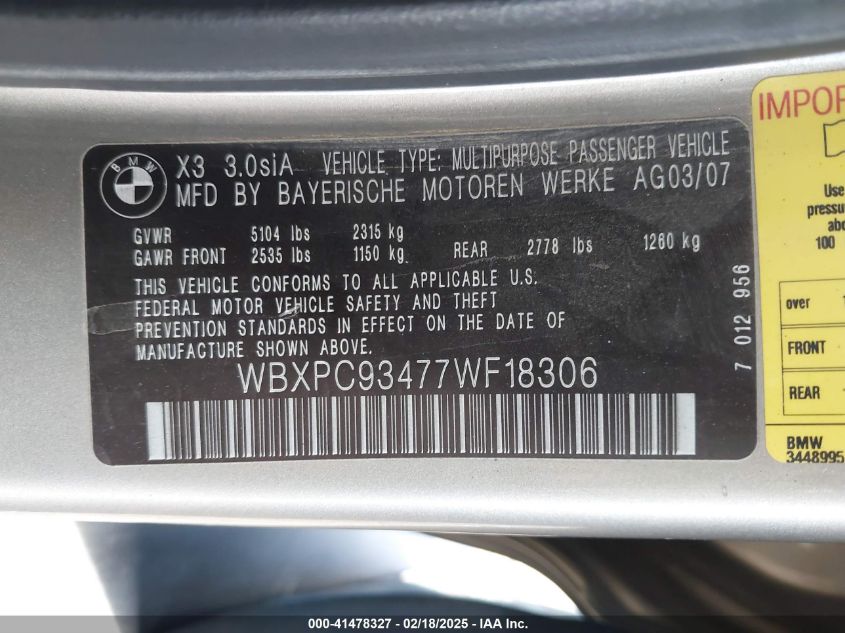 BMW
X3 3.0siA VEHICLE TYPE: MULTIPURPOSE PASSENGER VEHICLE
MFD BY BAYERISCHE MOTOREN WERKE AG03/07
GVWR 5104 lbs 2315 kg
GAWR FRONT 2535 lbs 1150 kg REAR 2778 lbs 1260 kg
THIS VEHICLE CONFORMS TO ALL APPLICABLE U.S.
FEDERAL MOTOR VEHICLE SAFETY AND THEFT
PREVENTION STANDARDS IN EFFECT ON THE DATE OF
MANUFACTURE SHOWN ABOVE.
WBXPC93477WF18306
7 012 956
IMPOR
Use
pressu
abo
100
over
FRONT
REAR
BMW
3448995
000-41478327 - 02/18/2025 - IAAI.COM